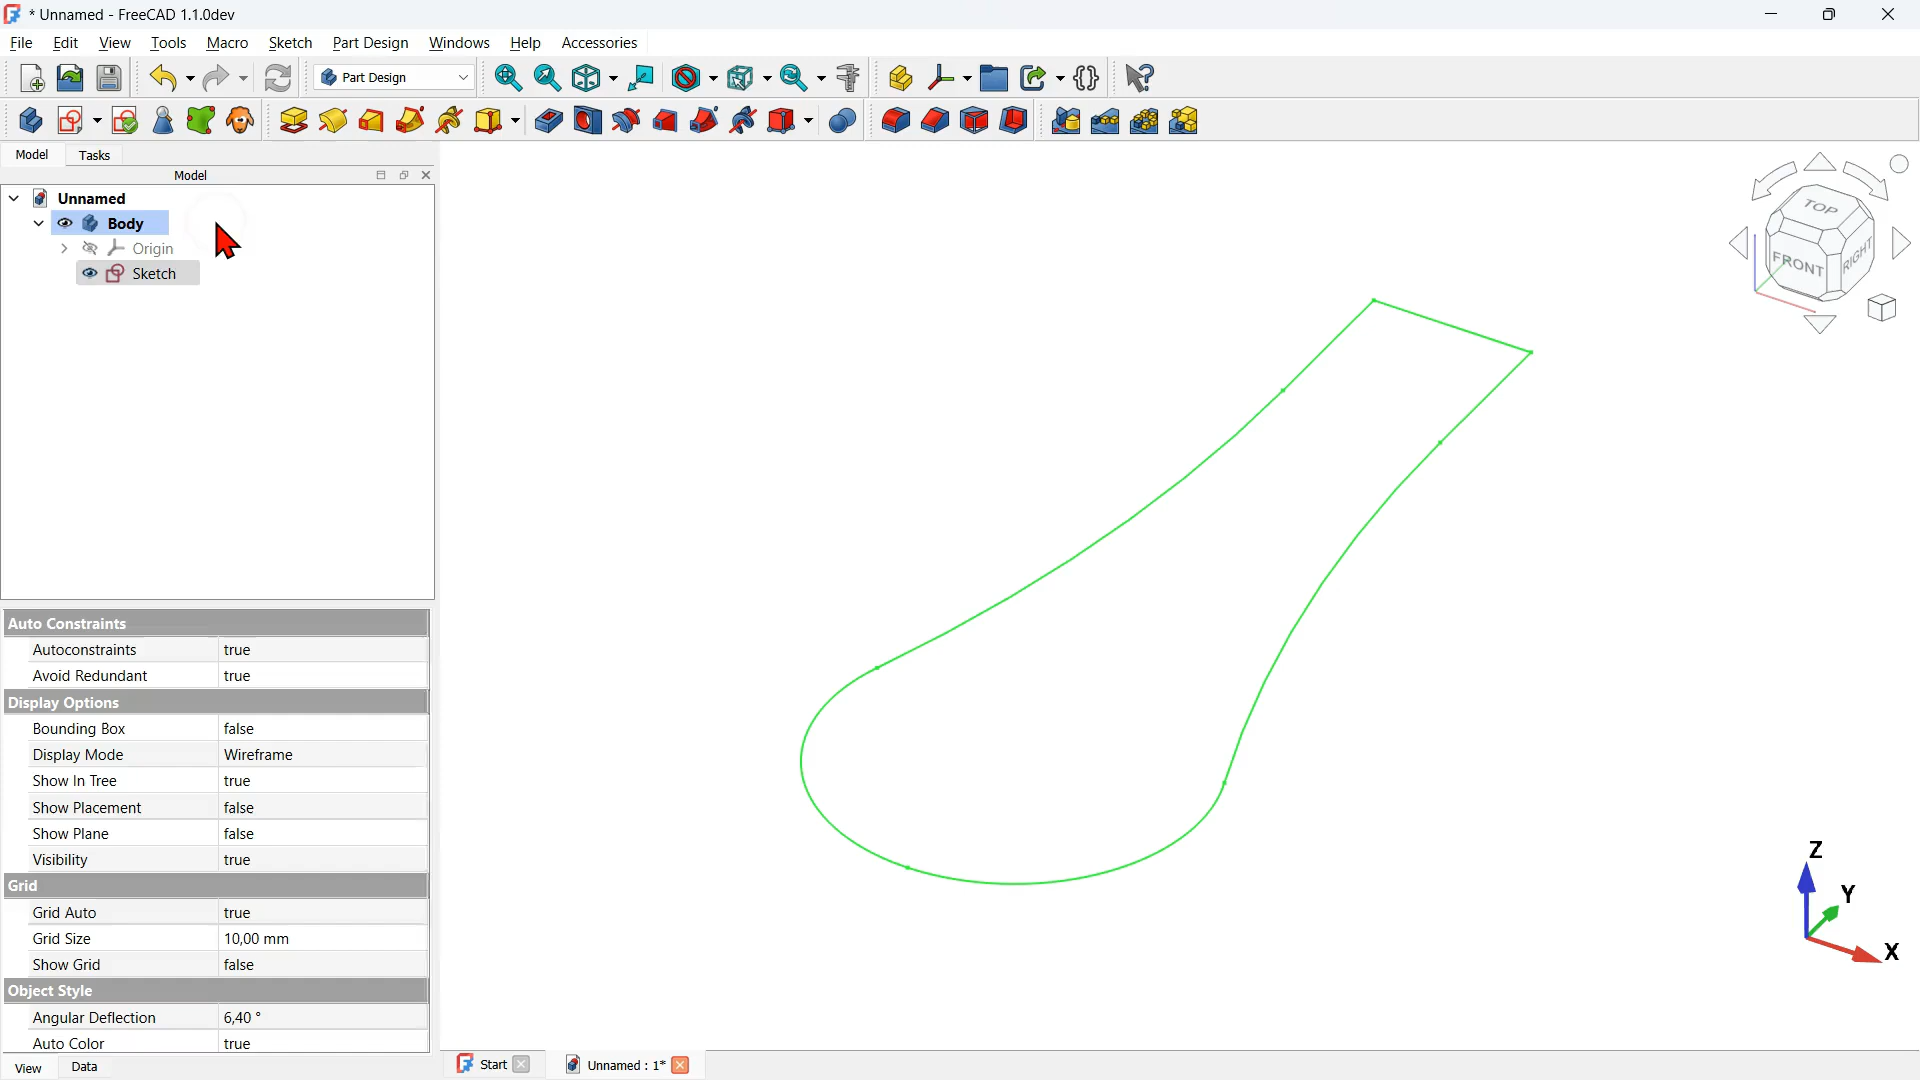 * Unnamed - FreeCAD 1.1.0dev
File Edit View Tools Macro Sketch Part Design Windows Help Accessories
Part Design
Model Tasks
Model
Unnamed
Body
Origin
Sketch
TOP
FRONT RIGHT
Auto Constraints
Autoconstraints true
Avoid Redundant true
Display Options
Bounding Box false
Display Mode Wireframe
Show In Tree true
Show Placement false
Show Plane false
Visibility true
Grid
Grid Auto true
Grid Size 10,00 mm
Show Grid false
Object Style
Angular Deflection 6,40 °
Auto Color true
Z
Y
X
View Data
Start Unnamed : 1*